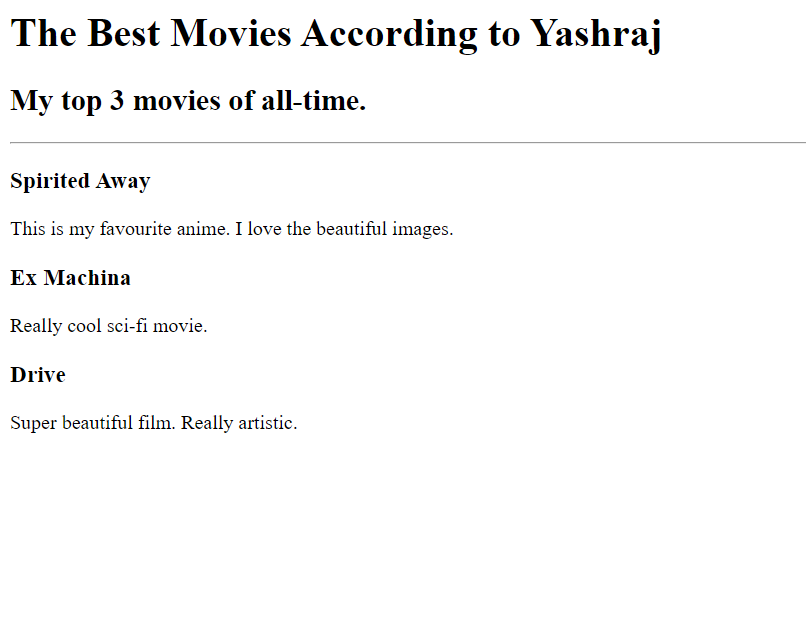 The Best Movies According to Yashraj
My top 3 movies of all-time.
Spirited Away
This is my favourite anime. I love the beautiful images.
Ex Machina
Really cool sci-fi movie.
Drive
Super beautiful film. Really artistic.